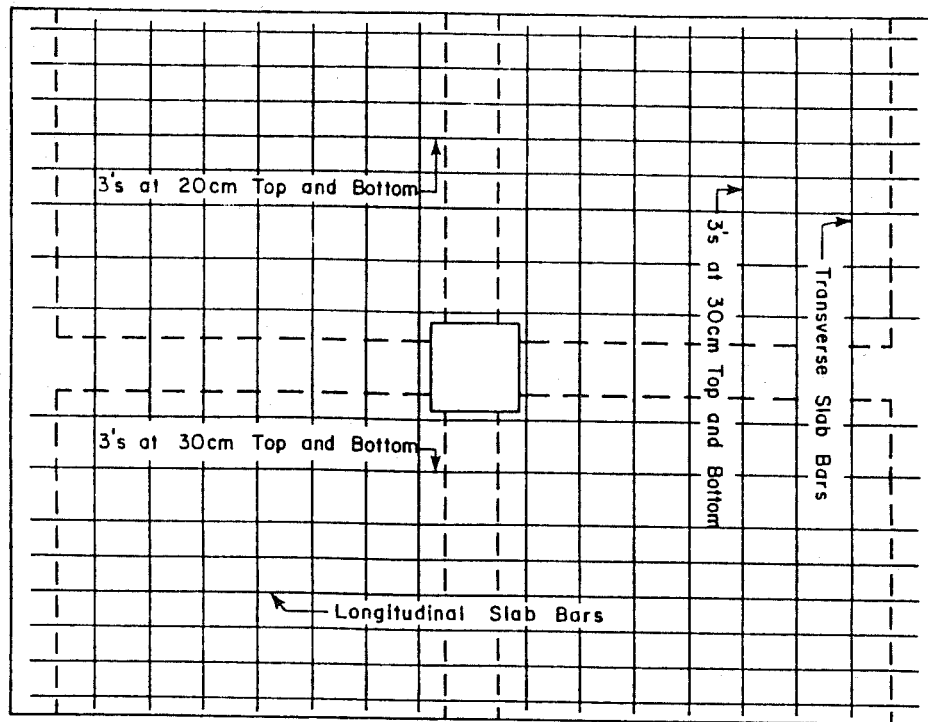 3's at 20cm Top and Bottom
3's at 30cm Top and Bottom
Transverse Slab Bars
3's at 30cm Top and Bottom
Longitudinal Slab Bars